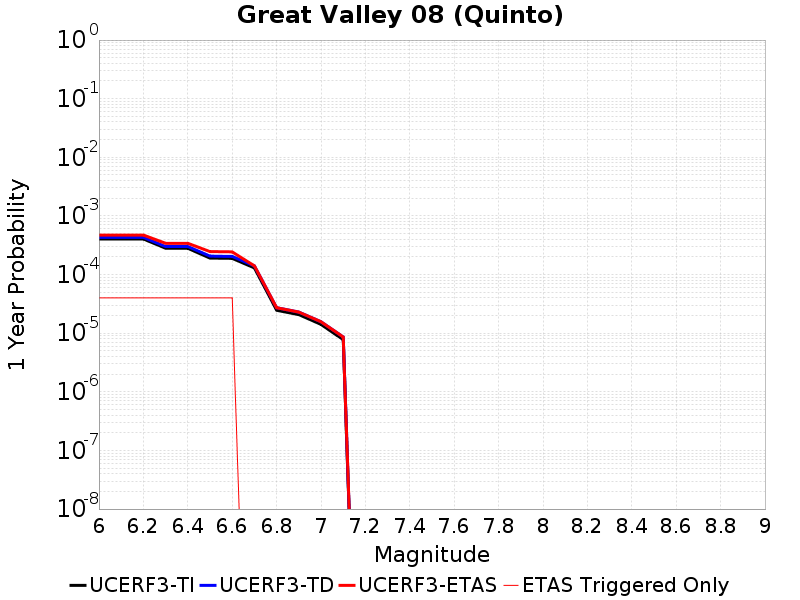 Great Valley 08 (Quinto)
1 Year Probability
10^0
10^-1
10^-2
10^-3
10^-4
10^-5
10^-6
10^-7
10^-8
6 6.2 6.4 6.6 6.8 7 7.2 7.4 7.6 7.8 8 8.2 8.4 8.6 8.8 9
Magnitude
UCERF3-TI UCERF3-TD UCERF3-ETAS ETAS Triggered Only